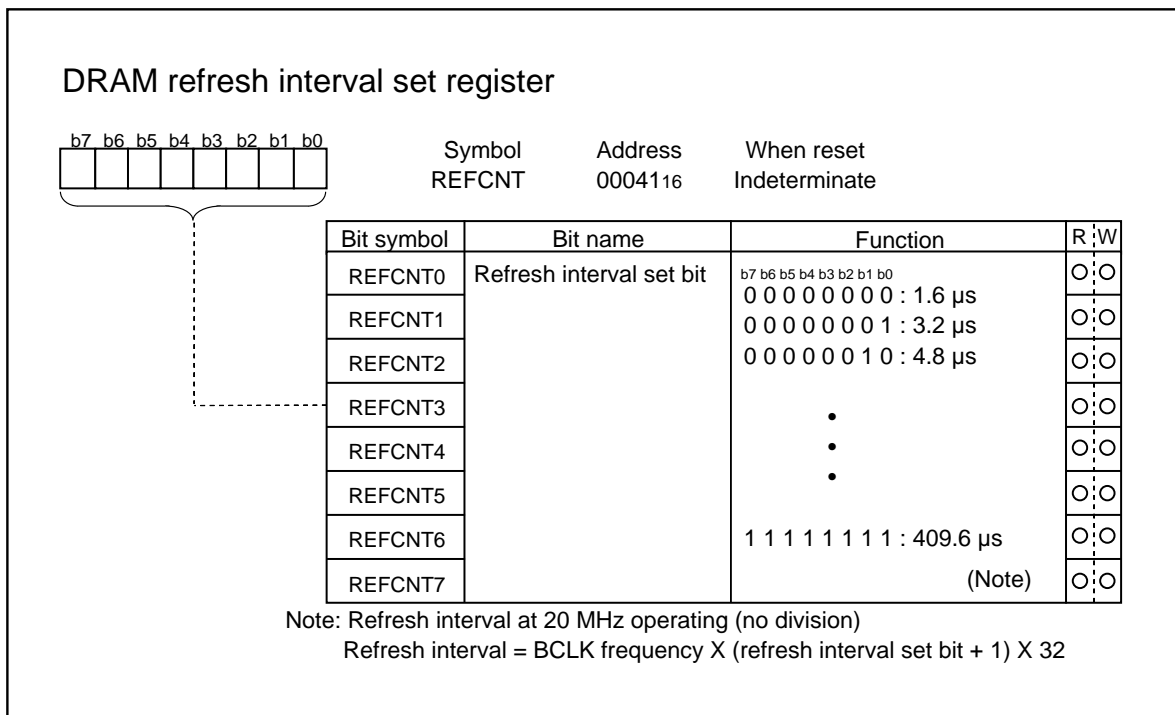 DRAM refresh interval set register
b7 b6 b5 b4 b3 b2 b1 b0
Symbol Address When reset
REFCNT 0004116 Indeterminate
Bit symbol Bit name Function R W
REFCNT0 Refresh interval set bit b7 b6 b5 b4 b3 b2 b1 b0
0 0 0 0 0 0 0 0 : 1.6 µs
REFCNT1 0 0 0 0 0 0 0 1 : 3.2 µs
REFCNT2 0 0 0 0 0 0 1 0 : 4.8 µs
REFCNT3
REFCNT4
REFCNT5
REFCNT6 1 1 1 1 1 1 1 1 : 409.6 µs
REFCNT7 (Note)
Note: Refresh interval at 20 MHz operating (no division)
Refresh interval = BCLK frequency X (refresh interval set bit + 1) X 32